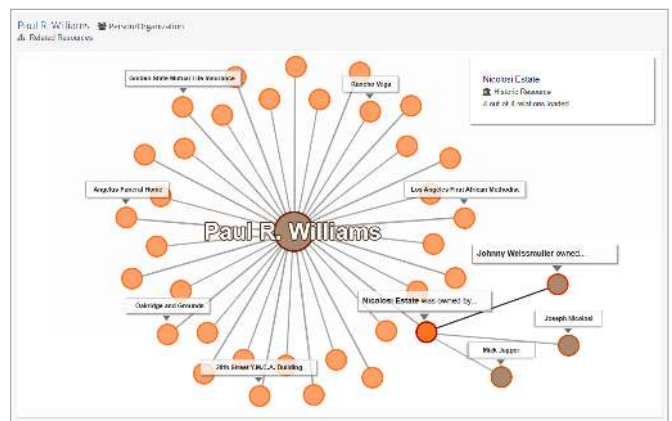 Paul R. Williams Person/Organization
Related Resources
Golden State Mutual Life Insurance
Rancho Vega
Nicolosi Estate
Historic Resource
4 out of 4 relations loaded
Angelus Funeral Home
Los Angeles First African Methodist
Paul R. Williams
Johnny Weissmuller owned...
Nicolosi Estate was owned by...
Oakridge and Grounds
Joseph Nicolosi
Mick Jagger
28th Street Y.M.C.A. Building